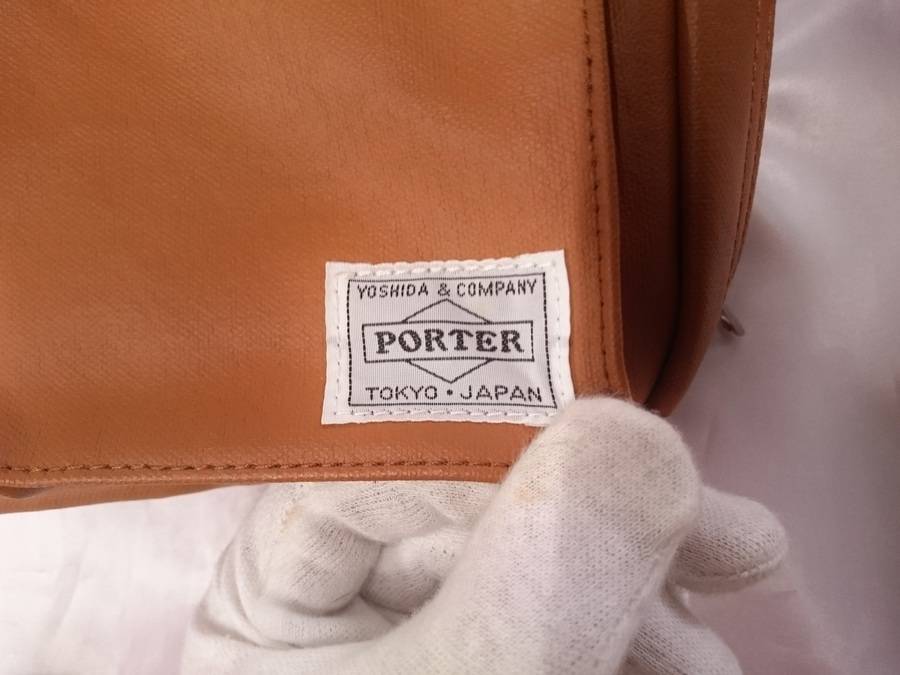 YOSHIDA & COMPANY
PORTER
TOKYO • JAPAN